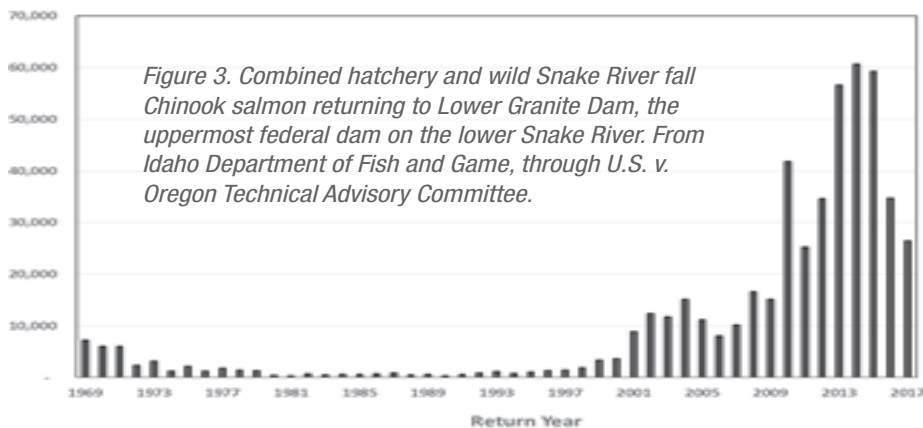 70,000
60,000
50,000
40,000
30,000
20,000
10,000
-
Figure 3. Combined hatchery and wild Snake River fall
Chinook salmon returning to Lower Granite Dam, the
uppermost federal dam on the lower Snake River. From
Idaho Department of Fish and Game, through U.S. v.
Oregon Technical Advisory Committee.
1969 1973 1977 1981 1985 1989 1993 1997 2001 2005 2009 2013 2017
Return Year